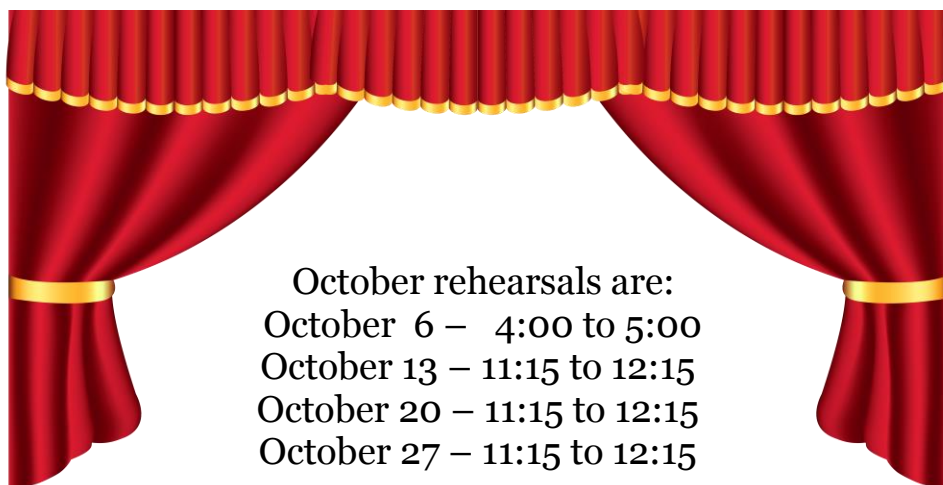 October rehearsals are:
October  6 –   4:00 to 5:00
October 13 – 11:15 to 12:15
October 20 – 11:15 to 12:15
October 27 – 11:15 to 12:15